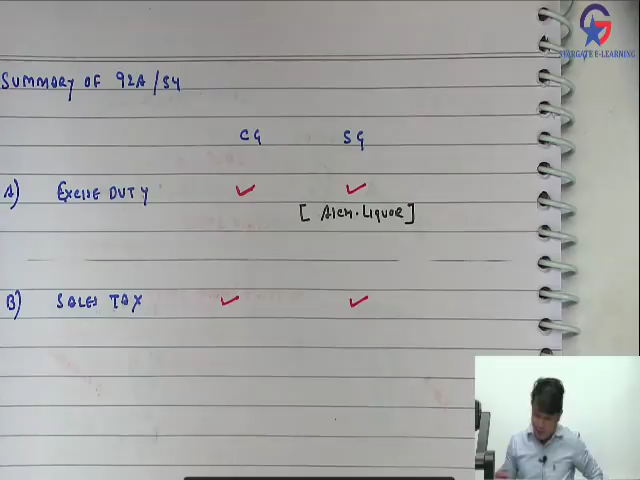 STARGATE E-LEARNING
SUMMARY OF 92A/54
CG SG
A) EXCISE DUTY ✓ ✓
[ ALCH. LIQUOR ]
B) SALES TAX ✓ ✓